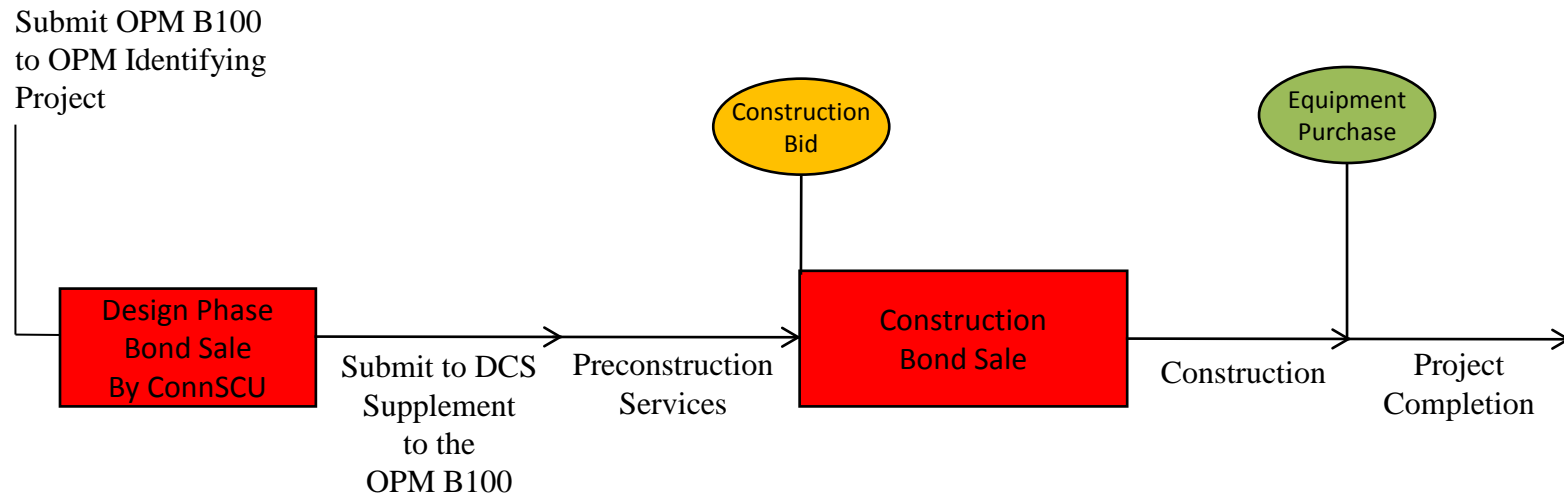 Submit OPM B100
to OPM Identifying
Project
Construction
Bid
Equipment
Purchase
Design Phase
Bond Sale
By ConnSCU
Submit to DCS
Supplement
to the
OPM B100
Preconstruction
Services
Construction
Bond Sale
Construction
Project
Completion